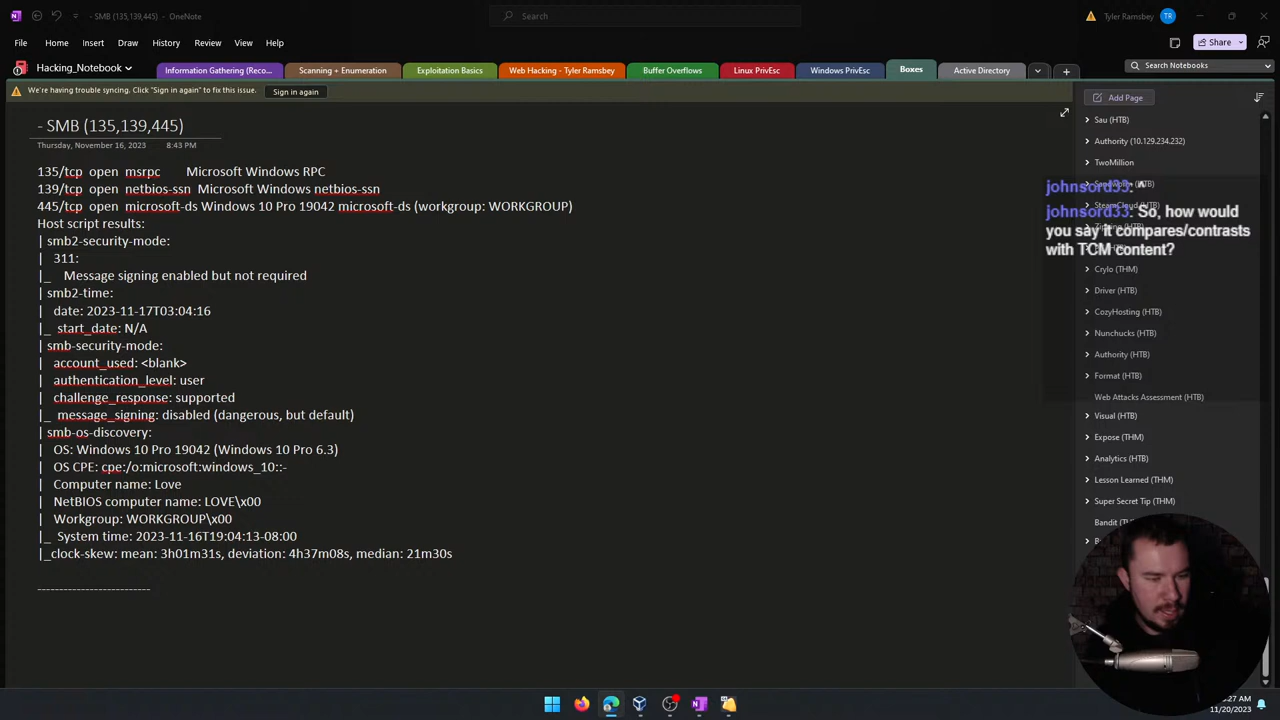 - SMB (135,139,445) - OneNote
Search
Tyler Ramsbey
TR
File
Home
Insert
Draw
History
Review
View
Help
Share
Hacking_Notebook
Information Gathering (Reco...
Scanning + Enumeration
Exploitation Basics
Web Hacking - Tyler Ramsbey
Buffer Overflows
Linux PrivEsc
Windows PrivEsc
Boxes
Active Directory
Search Notebooks
We're having trouble syncing. Click "Sign in again" to fix this issue.
Sign in again
- SMB (135,139,445)
Thursday, November 16, 2023
8:43 PM
135/tcp open msrpc Microsoft Windows RPC
139/tcp open netbios-ssn Microsoft Windows netbios-ssn
445/tcp open microsoft-ds Windows 10 Pro 19042 microsoft-ds (workgroup: WORKGROUP)
Host script results:
| smb2-security-mode:
| 311:
|_ Message signing enabled but not required
| smb2-time:
| date: 2023-11-17T03:04:16
|_ start_date: N/A
| smb-security-mode:
| account_used: <blank>
| authentication_level: user
| challenge_response: supported
|_ message_signing: disabled (dangerous, but default)
| smb-os-discovery:
| OS: Windows 10 Pro 19042 (Windows 10 Pro 6.3)
| OS CPE: cpe:/o:microsoft:windows_10::-
| Computer name: Love
| NetBIOS computer name: LOVE\x00
| Workgroup: WORKGROUP\x00
|_ System time: 2023-11-16T19:04:13-08:00
|_clock-skew: mean: 3h01m31s, deviation: 4h37m08s, median: 21m30s
--------------------------
Add Page
Sau (HTB)
Authority (10.129.234.232)
TwoMillion
johnsord33: ^
johnsord33: So, how would
you say it compares/contrasts
with TCM content?
Crylo (THM)
Driver (HTB)
CozyHosting (HTB)
Nunchucks (HTB)
Authority (HTB)
Format (HTB)
Web Attacks Assessment (HTB)
Visual (HTB)
Expose (THM)
Analytics (HTB)
Lesson Learned (THM)
Super Secret Tip (THM)
Bandit
11/20/2023